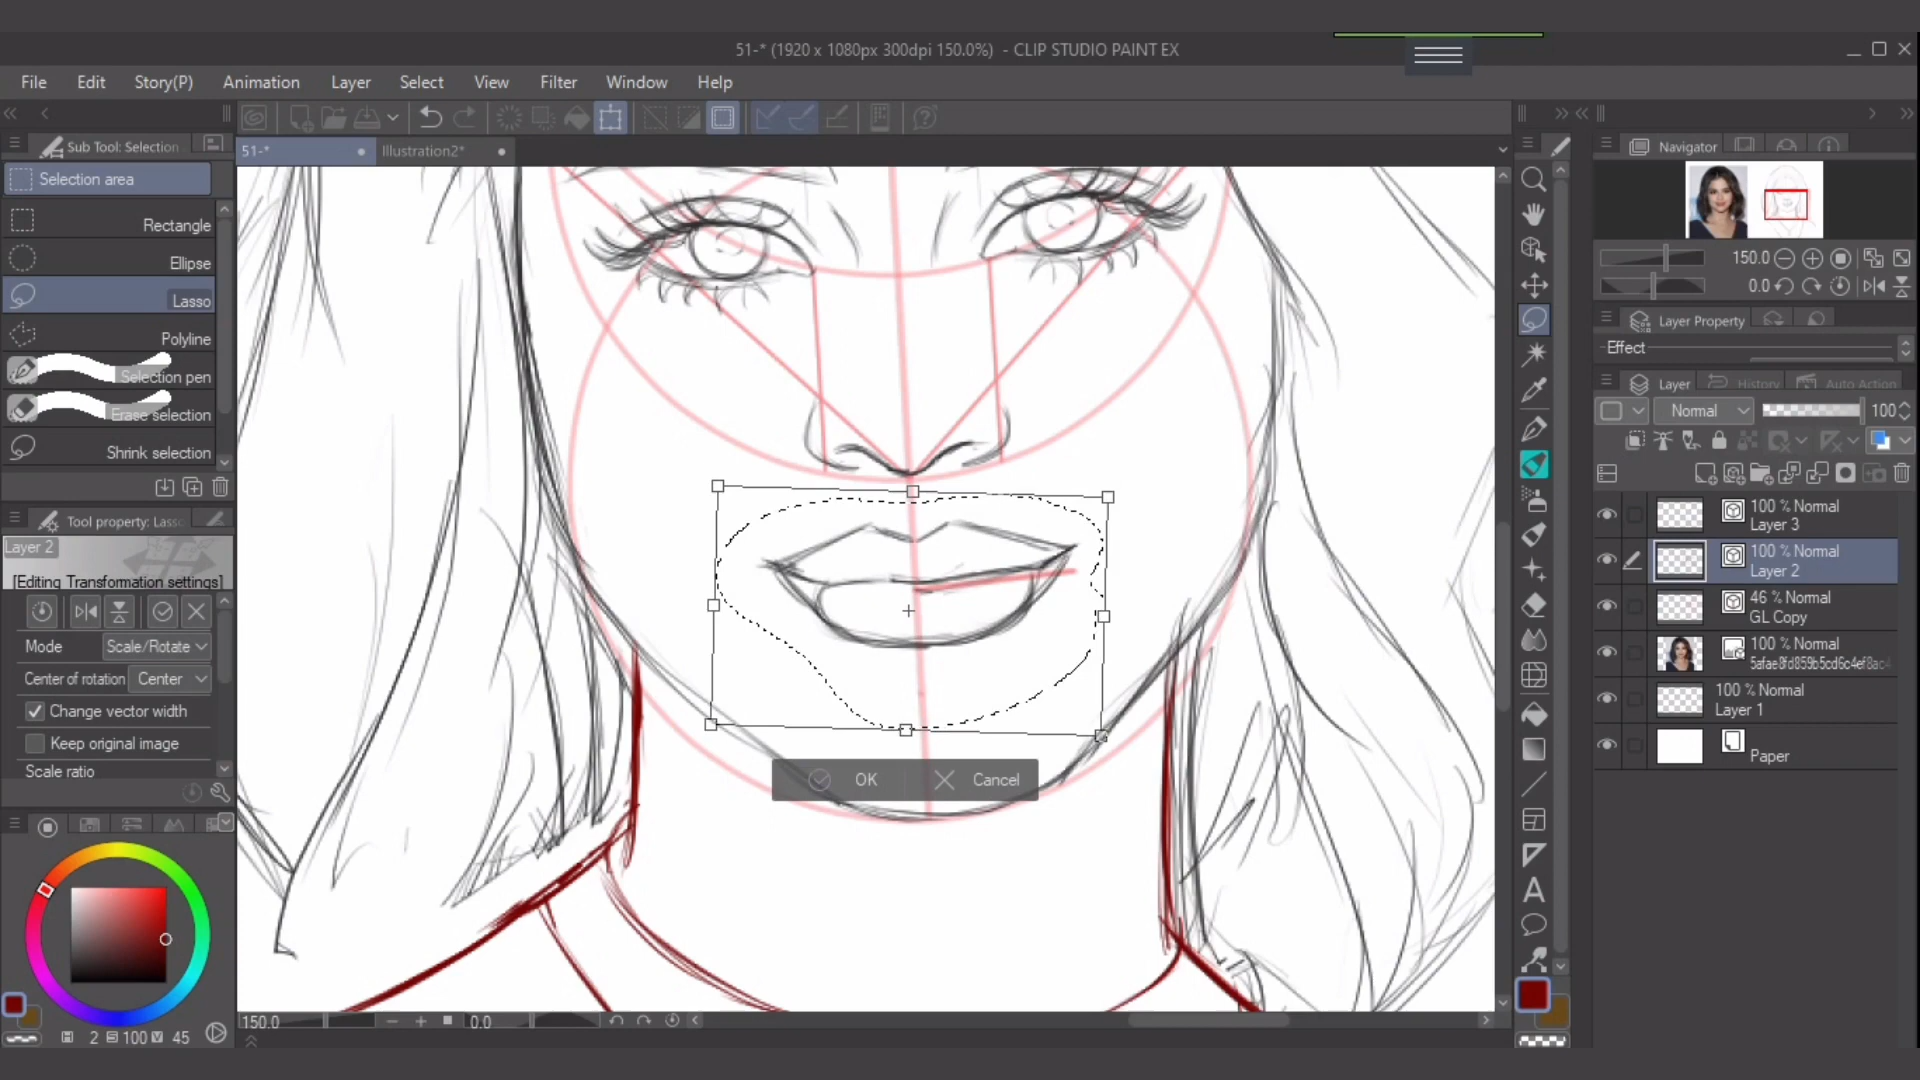 51-* (1920 x 1080px 300dpi 150.0%) - CLIP STUDIO PAINT EX
File Edit Story(P) Animation Layer Select View Filter Window Help
Sub Tool: Selection
51-* Illustration2*
Selection area
Rectangle
Ellipse
Lasso
Polyline
Selection pen
Erase selection
Shrink selection
Tool property: Lasso
Layer 2
[Editing Transformation settings]
Mode Scale/Rotate
Center of rotation Center
Change vector width
Keep original image
Scale ratio
2 100 45
OK Cancel
150.0 0.0
A
Navigator
150.0
0.0
Layer Property
Effect
Layer History Auto Action
Normal 100
100 % Normal
Layer 3
100 % Normal
Layer 2
46 % Normal
GL Copy
100 % Normal
5afae8fd859b5cd6c4ef8ac4
100 % Normal
Layer 1
Paper